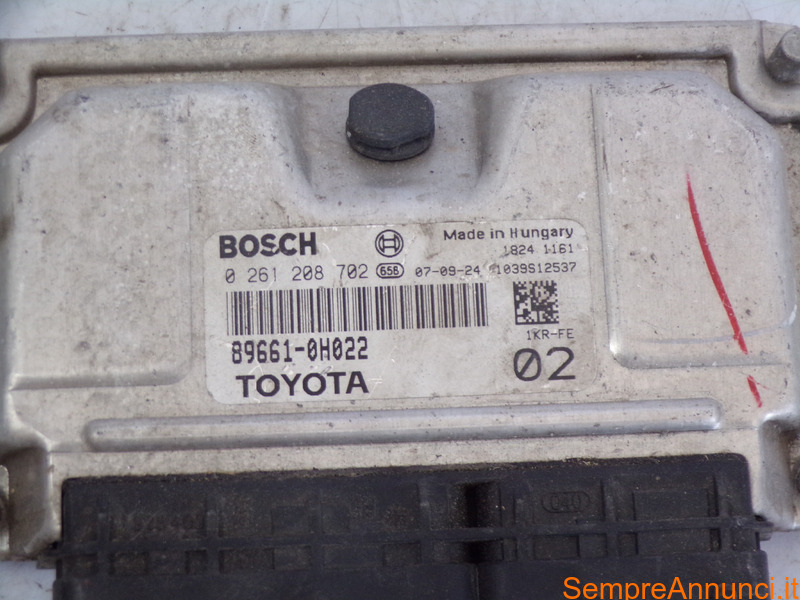 BOSCH Made in Hungary
1824 1161
0 261 208 702 65B 07-09-24 1039S12537
89661-0H022
1KR-FE
TOYOTA 02
SempreAnnunci.it